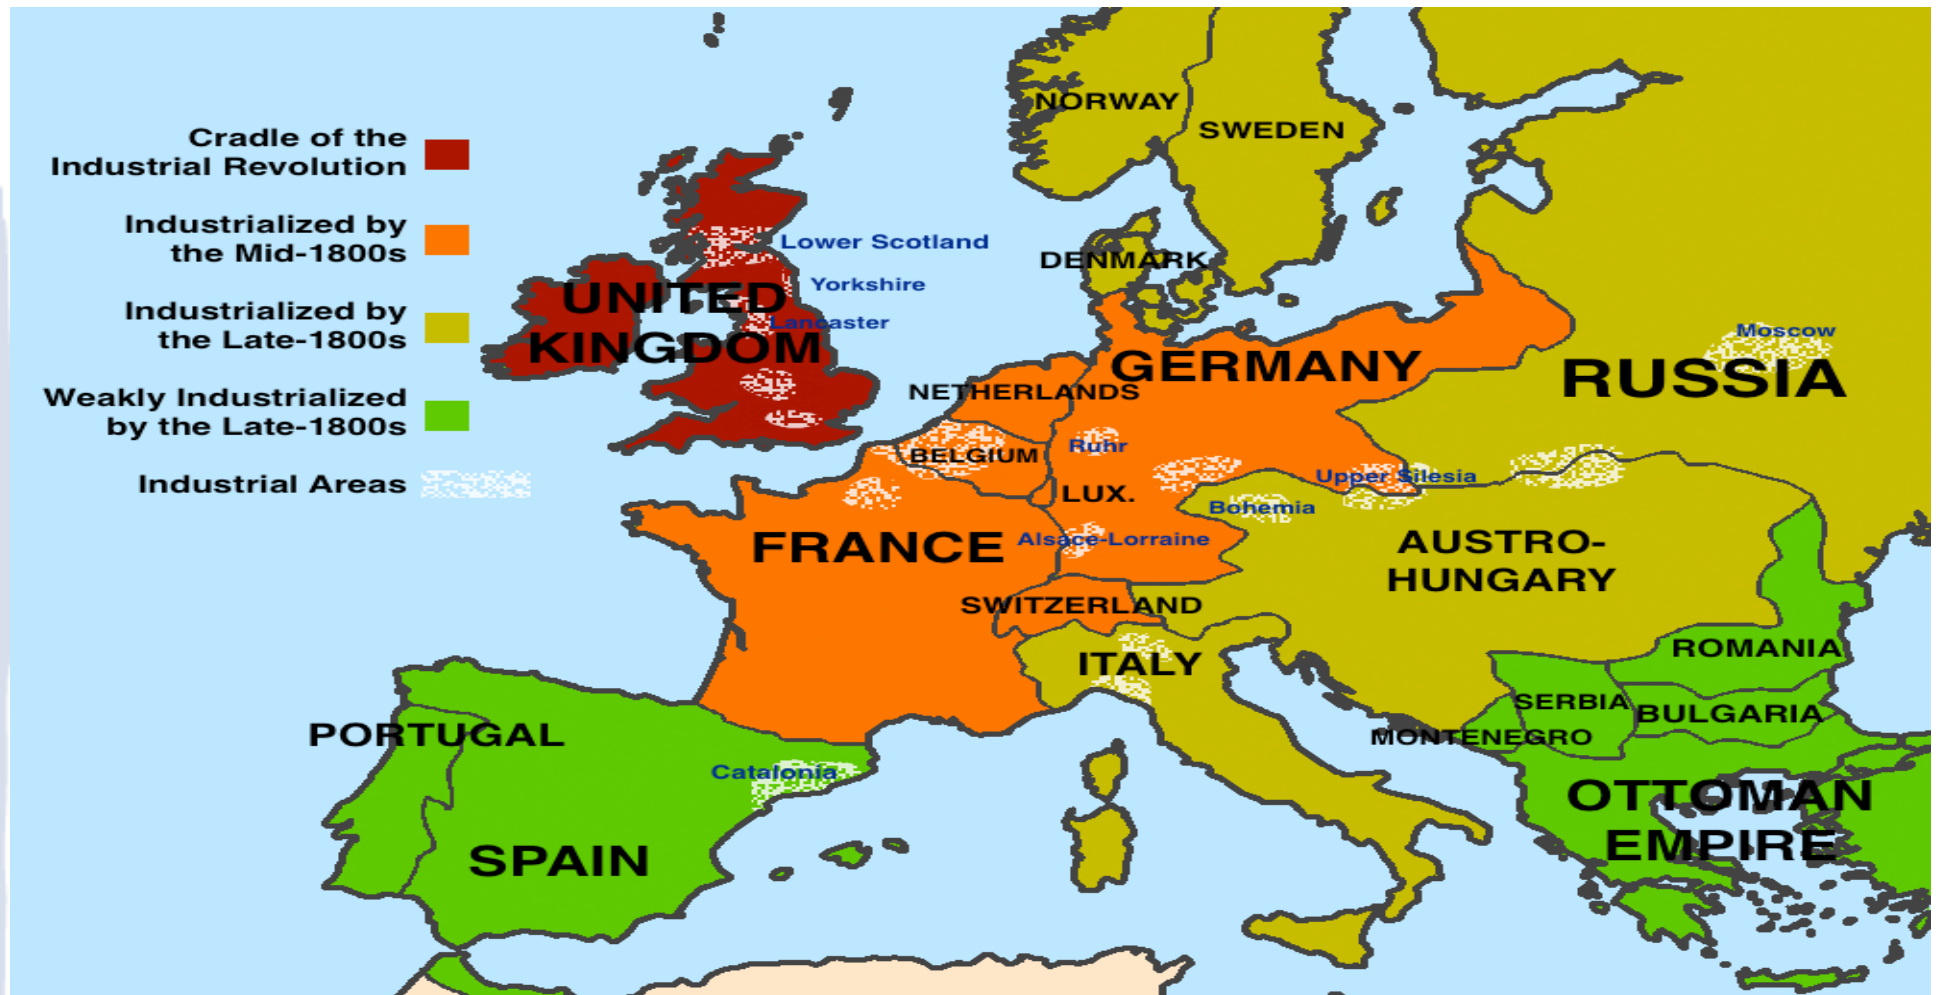 Cradle of the
Industrial Revolution
Industrialized by
the Mid-1800s
Industrialized by
the Late-1800s
Weakly Industrialized
by the Late-1800s
Industrial Areas
NORWAY
SWEDEN
DENMARK
Lower Scotland
Yorkshire
Lancaster
UNITED
KINGDOM
NETHERLANDS
GERMANY
RUSSIA
Moscow
BELGIUM
Ruhr
LUX.
Upper Silesia
Bohemia
Alsace-Lorraine
FRANCE
AUSTRO-
HUNGARY
SWITZERLAND
ITALY
ROMANIA
SERBIA
BULGARIA
MONTENEGRO
PORTUGAL
Catalonia
SPAIN
OTTOMAN
EMPIRE